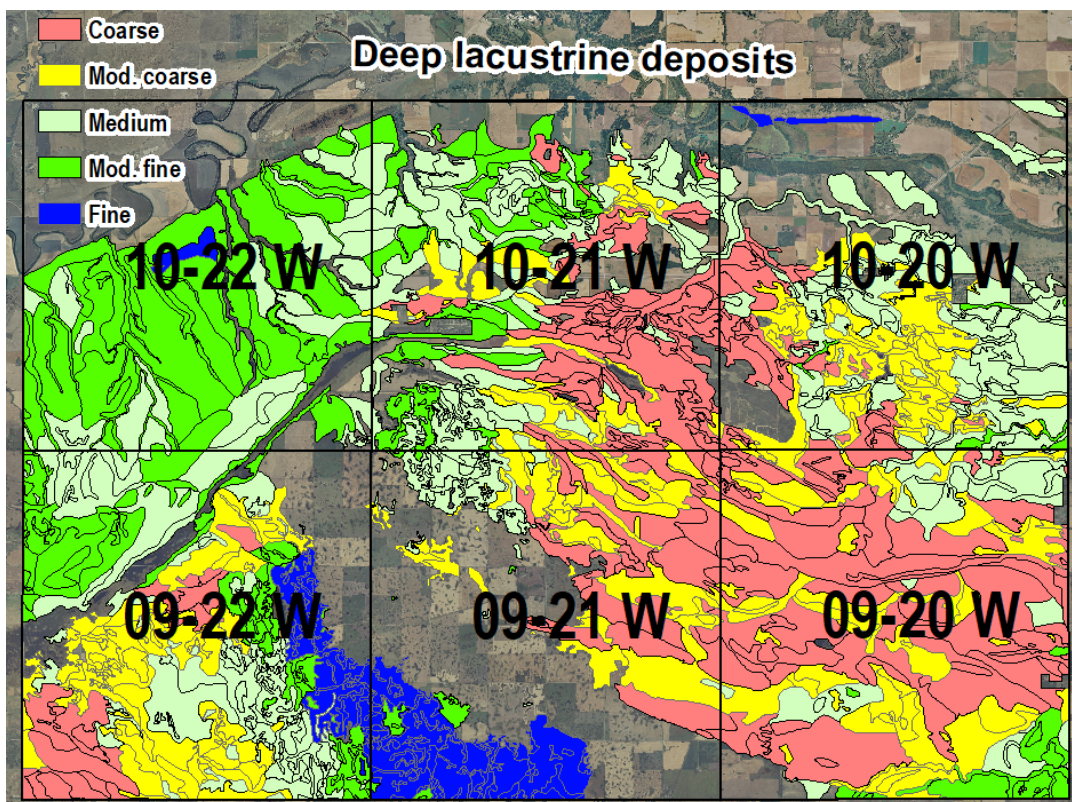 Coarse
Deep lacustrine deposits
Mod. coarse
Medium
Mod. fine
Fine
10-22 W
10-21 W
10-20 W
09-22 W
09-21 W
09-20 W